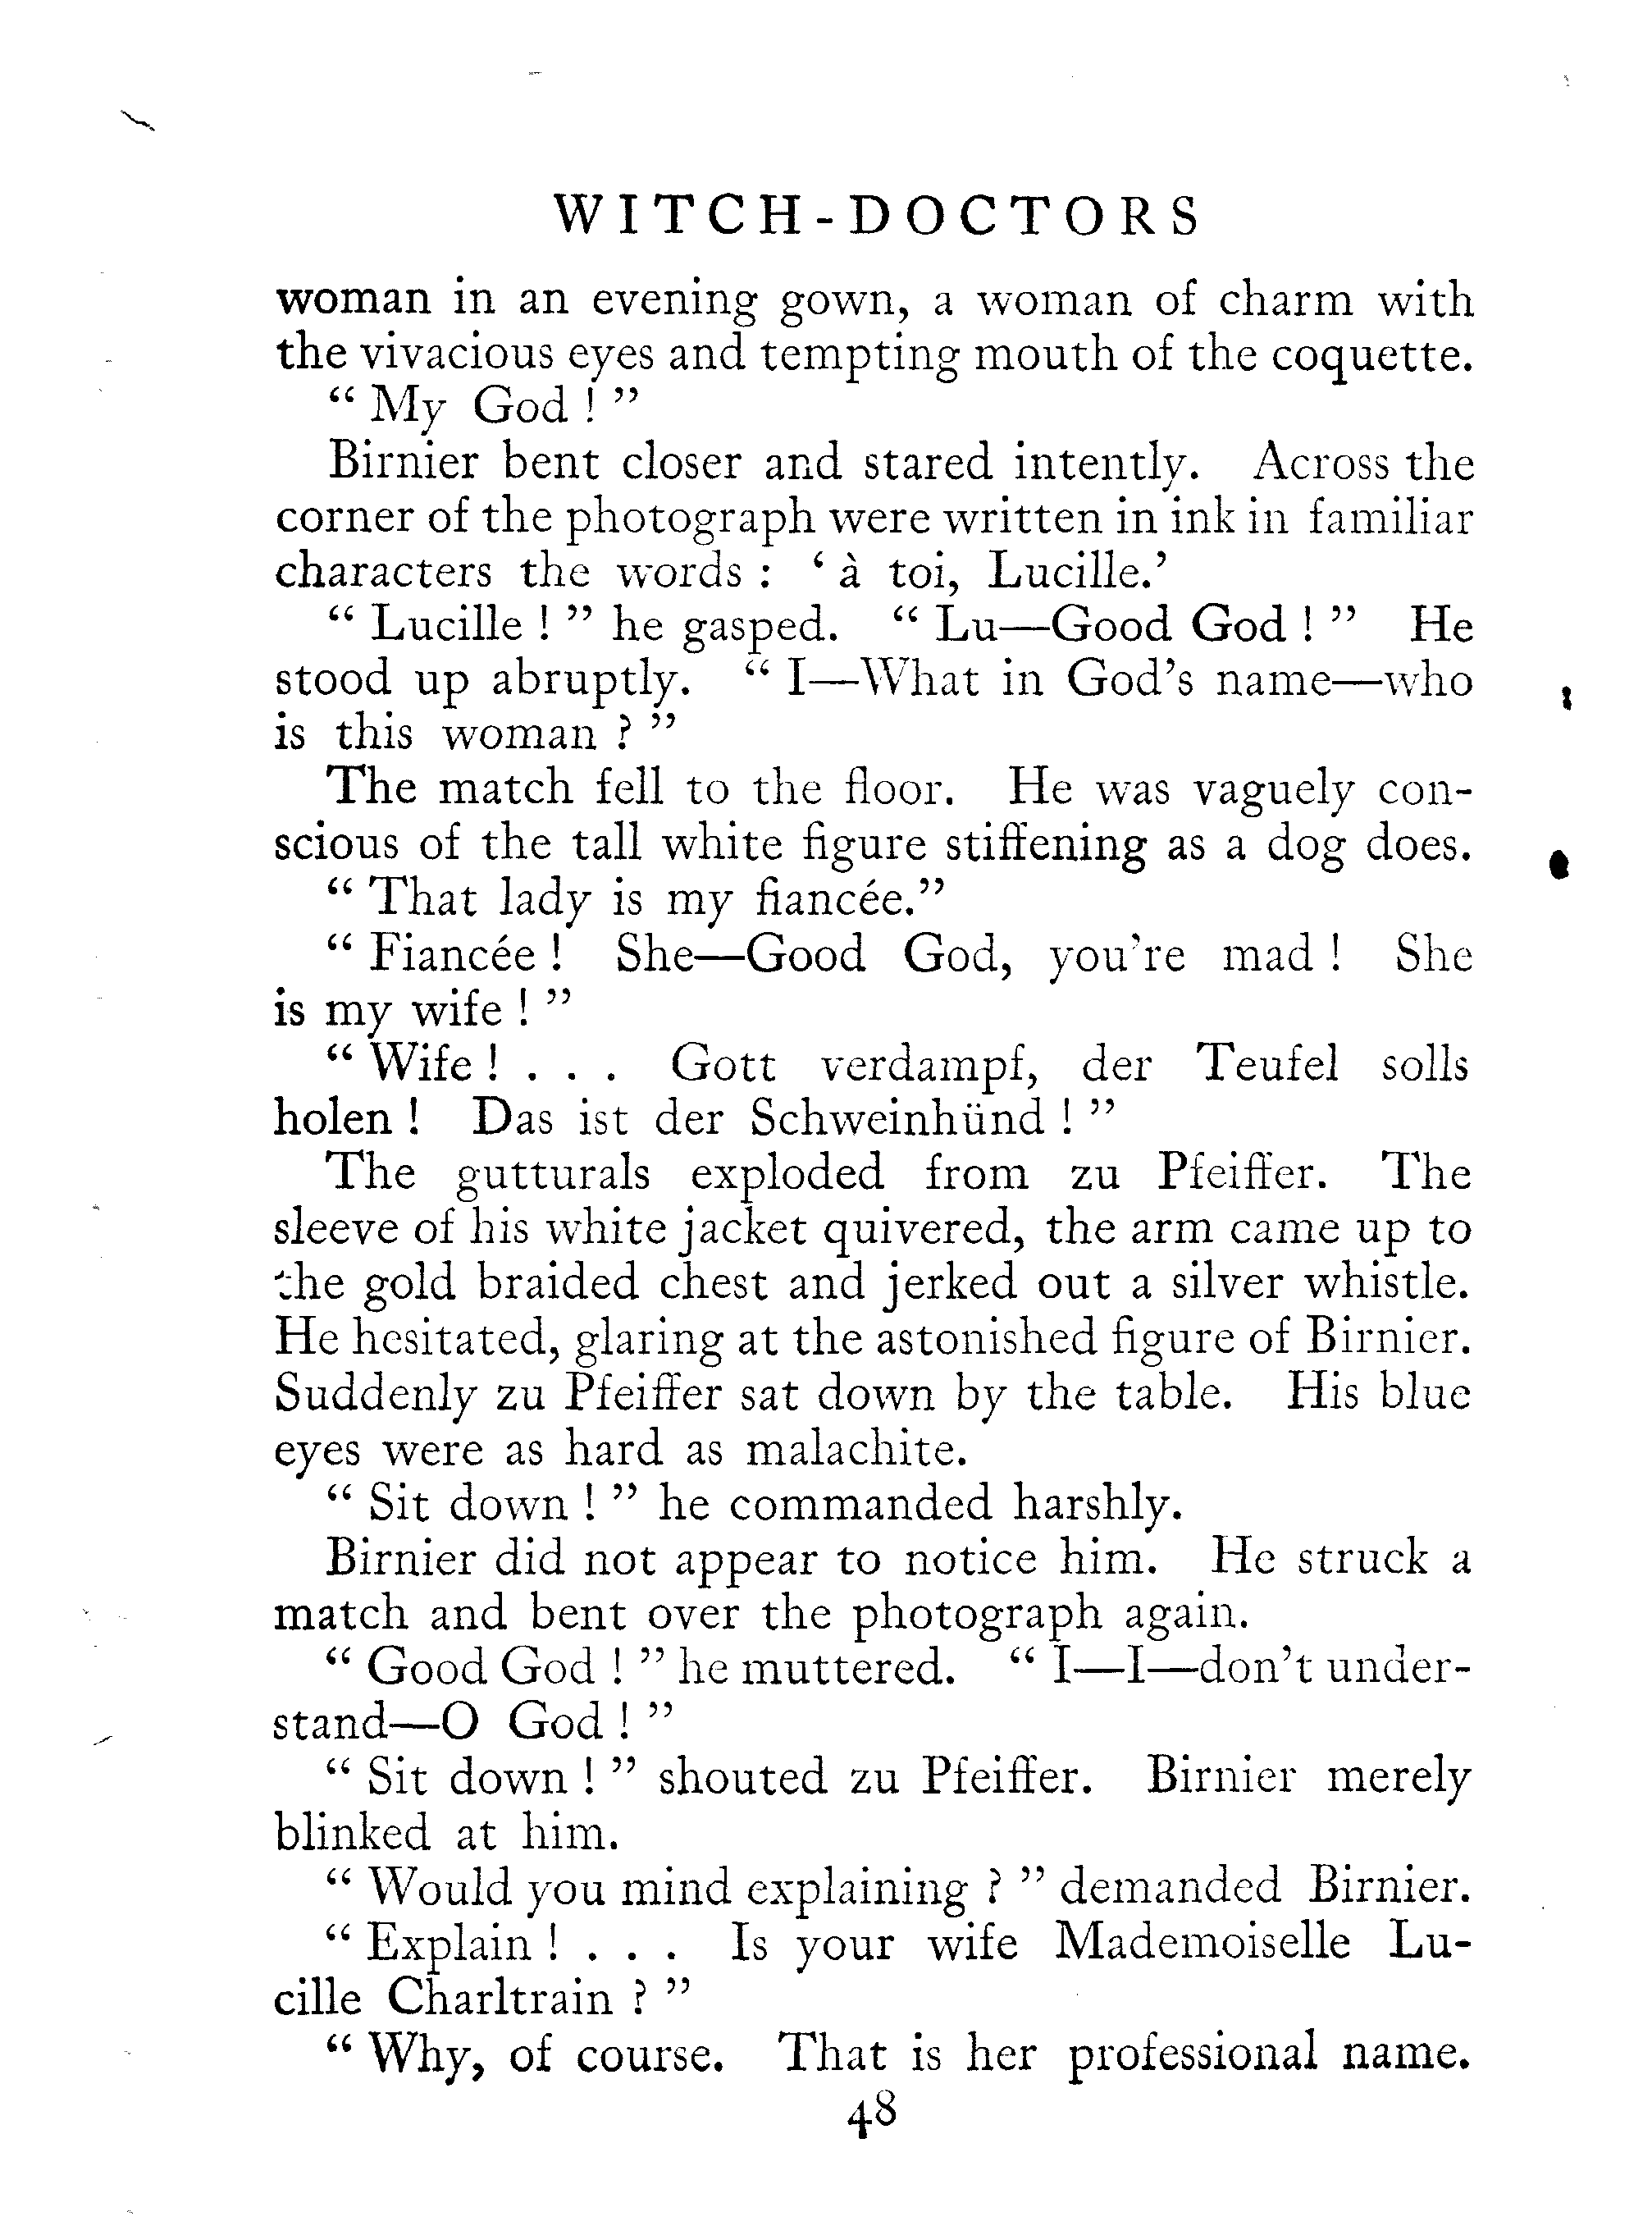 WITCH-DOCTORS
woman in an evening gown, a woman of charm with
the vivacious eyes and tempting mouth of the coquette.
“ My God ! ”
Birnier bent closer and stared intently. Across the
corner of the photograph were written in ink in familiar
characters the words : ‘ à toi, Lucille.’
“ Lucille ! ” he gasped. “ Lu—Good God ! ” He
stood up abruptly. “ I—What in God’s name—who
is this woman ? ”
The match fell to the floor. He was vaguely con-
scious of the tall white figure stiffening as a dog does.
“ That lady is my fiancée.”
“ Fiancée ! She—Good God, you’re mad ! She
is my wife ! ”
“ Wife ! . . . Gott verdampf, der Teufel solls
holen ! Das ist der Schweinhünd ! ”
The gutturals exploded from zu Pfeiffer. The
sleeve of his white jacket quivered, the arm came up to
the gold braided chest and jerked out a silver whistle.
He hesitated, glaring at the astonished figure of Birnier.
Suddenly zu Pfeiffer sat down by the table. His blue
eyes were as hard as malachite.
“ Sit down ! ” he commanded harshly.
Birnier did not appear to notice him. He struck a
match and bent over the photograph again.
“ Good God ! ” he muttered. “ I—I—don’t under-
stand—O God ! ”
“ Sit down ! ” shouted zu Pfeiffer. Birnier merely
blinked at him.
“ Would you mind explaining ? ” demanded Birnier.
“ Explain ! . . . Is your wife Mademoiselle Lu-
cille Charltrain ? ”
“ Why, of course. That is her professional name.
48